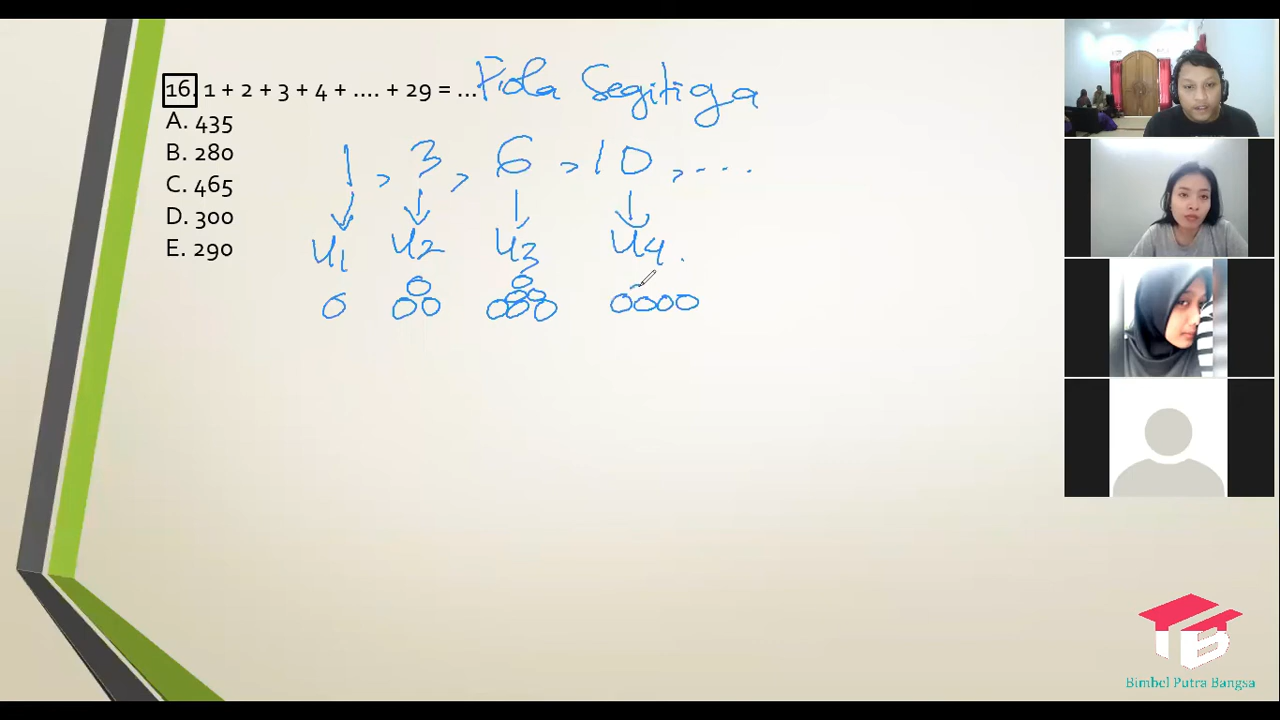 16. 1 + 2 + 3 + 4 + .... + 29 = ... Pola Segitiga
A. 435
B. 280
C. 465
D. 300
E. 290
1 , 3 , 6 , 10 , ....
U1 U2 U3 U4
Bimbel Putra Bangsa